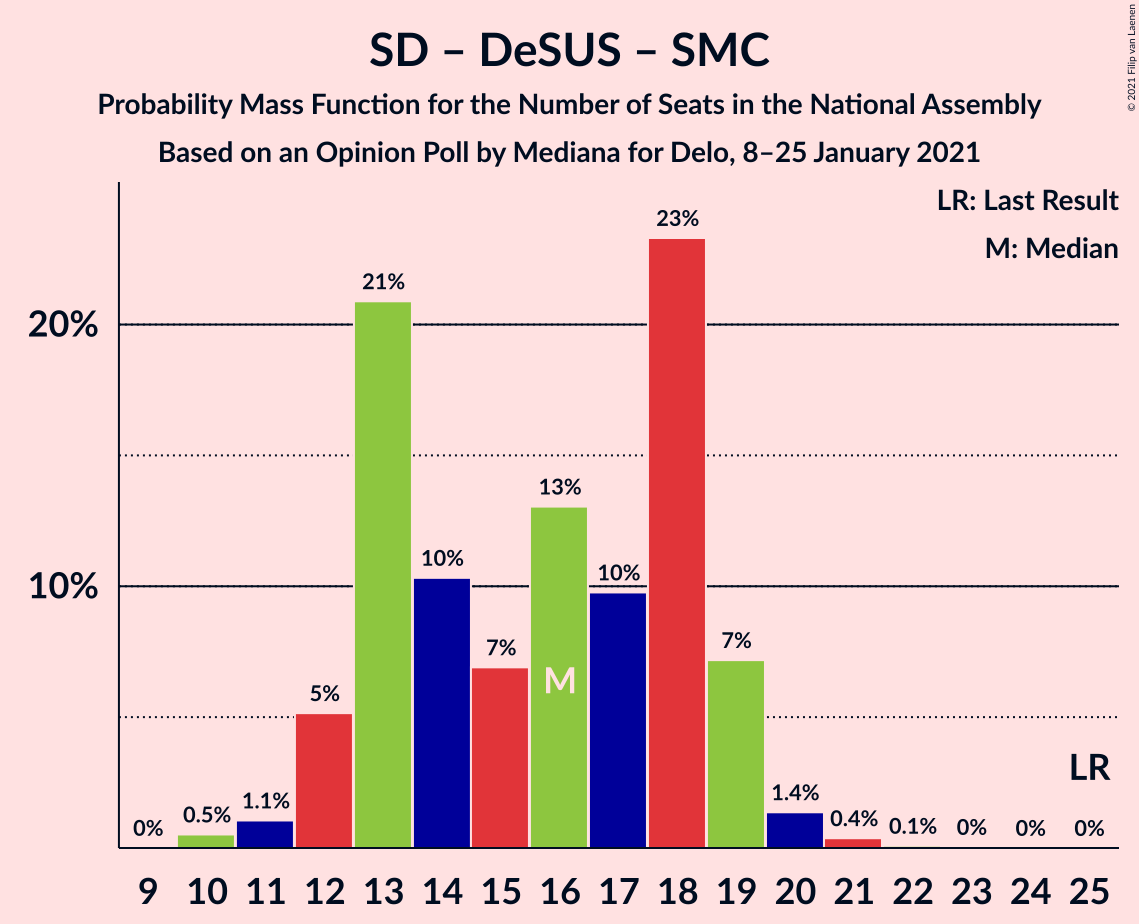 SD – DeSUS – SMC
Probability Mass Function for the Number of Seats in the National Assembly
Based on an Opinion Poll by Mediana for Delo, 8–25 January 2021
© 2021 Filip van Laenen
LR: Last Result
M: Median
20%
10%
0%
0.5%
1.1%
5%
21%
10%
7%
13%
10%
23%
7%
1.4%
0.4%
0.1%
0%
0%
0%
M
LR
9 10 11 12 13 14 15 16 17 18 19 20 21 22 23 24 25